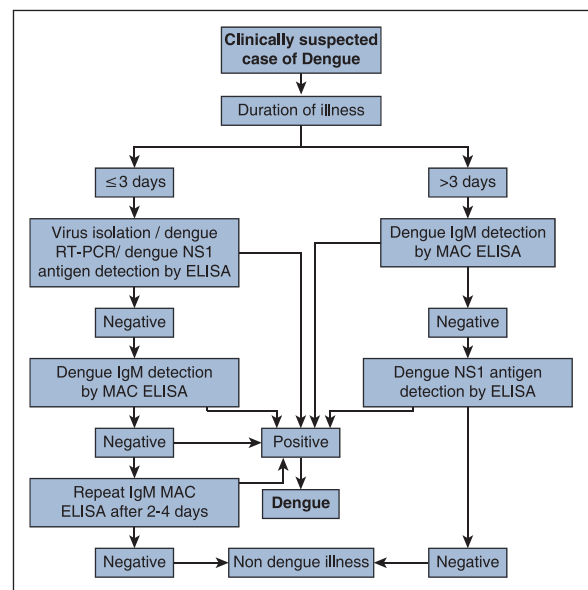 Clinically suspected
case of Dengue
Duration of illness
≤3 days
>3 days
Virus isolation / dengue
RT-PCR/ dengue NS1
antigen detection by ELISA
Dengue IgM detection
by MAC ELISA
Negative
Negative
Dengue IgM detection
by MAC ELISA
Dengue NS1 antigen
detection by ELISA
Negative
Positive
Repeat IgM MAC
ELISA after 2-4 days
Dengue
Negative
Non dengue illness
Negative